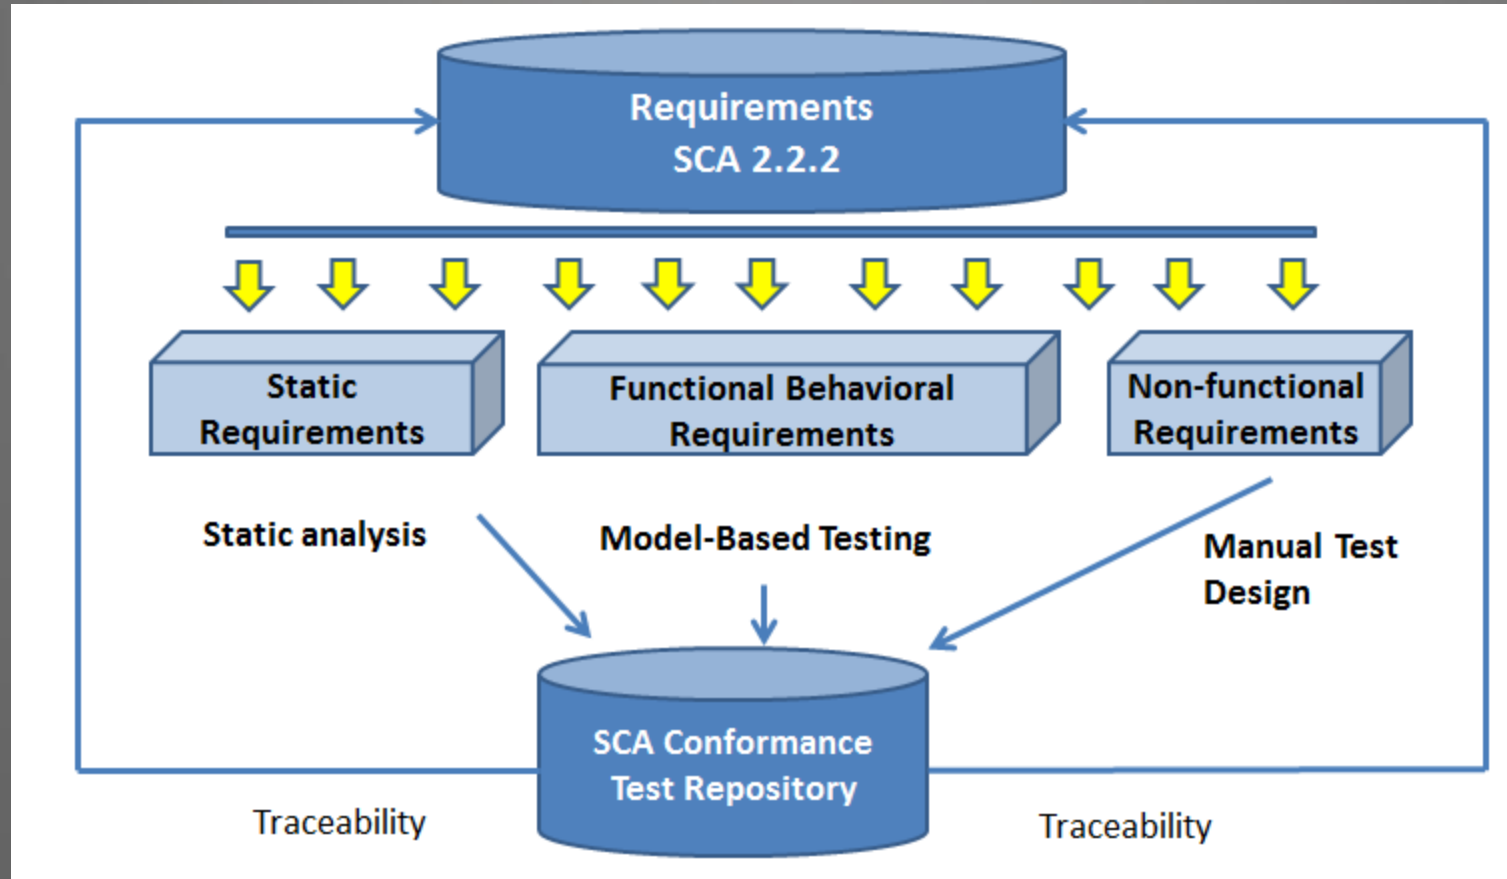 Requirements
SCA 2.2.2
Static
Requirements
Functional Behavioral
Requirements
Non-functional
Requirements
Static analysis
Model-Based Testing
Manual Test
Design
SCA Conformance
Test Repository
Traceability
Traceability